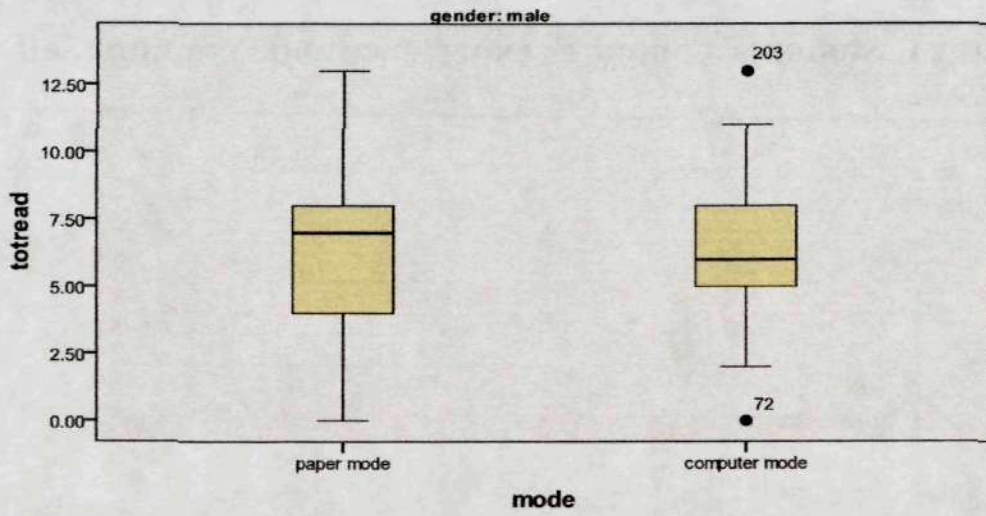 gender: male
203
12.50
10.00
totread
7.50
5.00
2.50
72
0.00
paper mode
computer mode
mode